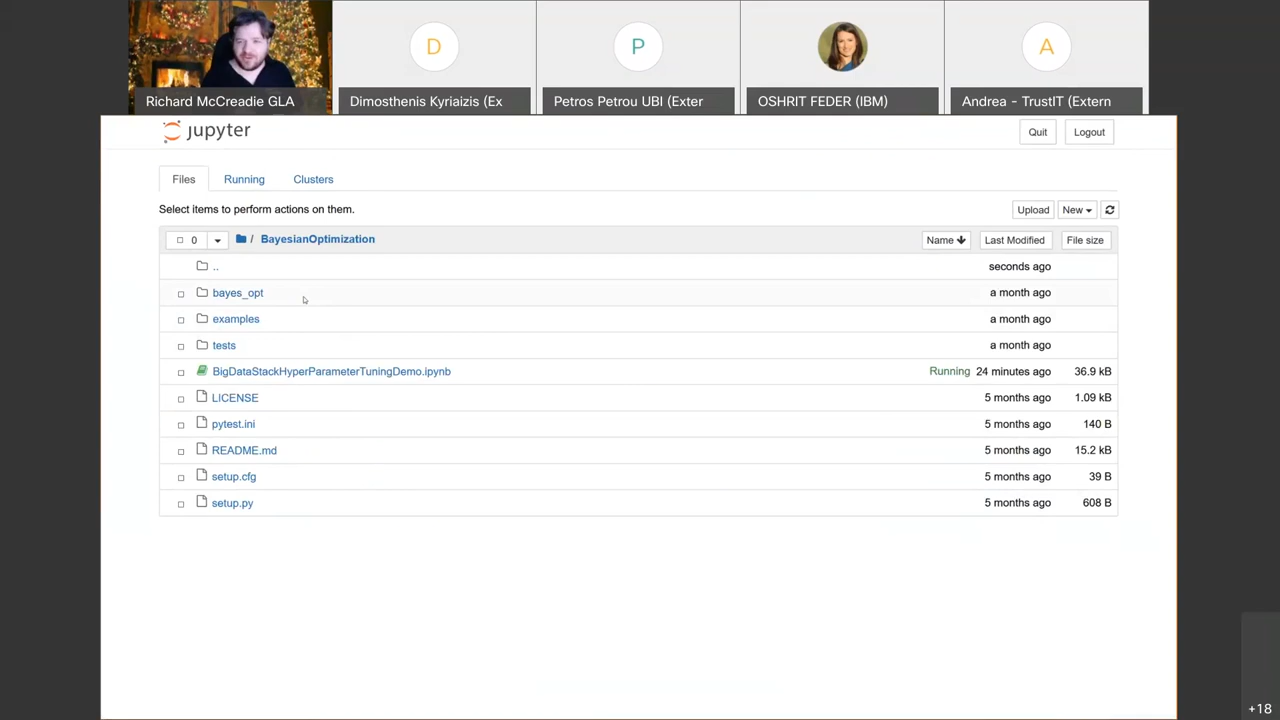 D
P
A
Richard McCreadie GLA
Dimosthenis Kyriaizis (Ex
Petros Petrou UBI (Exter
OSHRIT FEDER (IBM)
Andrea - TrustIT (Extern
jupyter
Quit
Logout
Files
Running
Clusters
Select items to perform actions on them.
Upload
New
0
/
BayesianOptimization
Name
Last Modified
File size
..
seconds ago
bayes_opt
a month ago
examples
a month ago
tests
a month ago
BigDataStackHyperParameterTuningDemo.ipynb
Running
24 minutes ago
36.9 kB
LICENSE
5 months ago
1.09 kB
pytest.ini
5 months ago
140 B
README.md
5 months ago
15.2 kB
setup.cfg
5 months ago
39 B
setup.py
5 months ago
608 B
+18